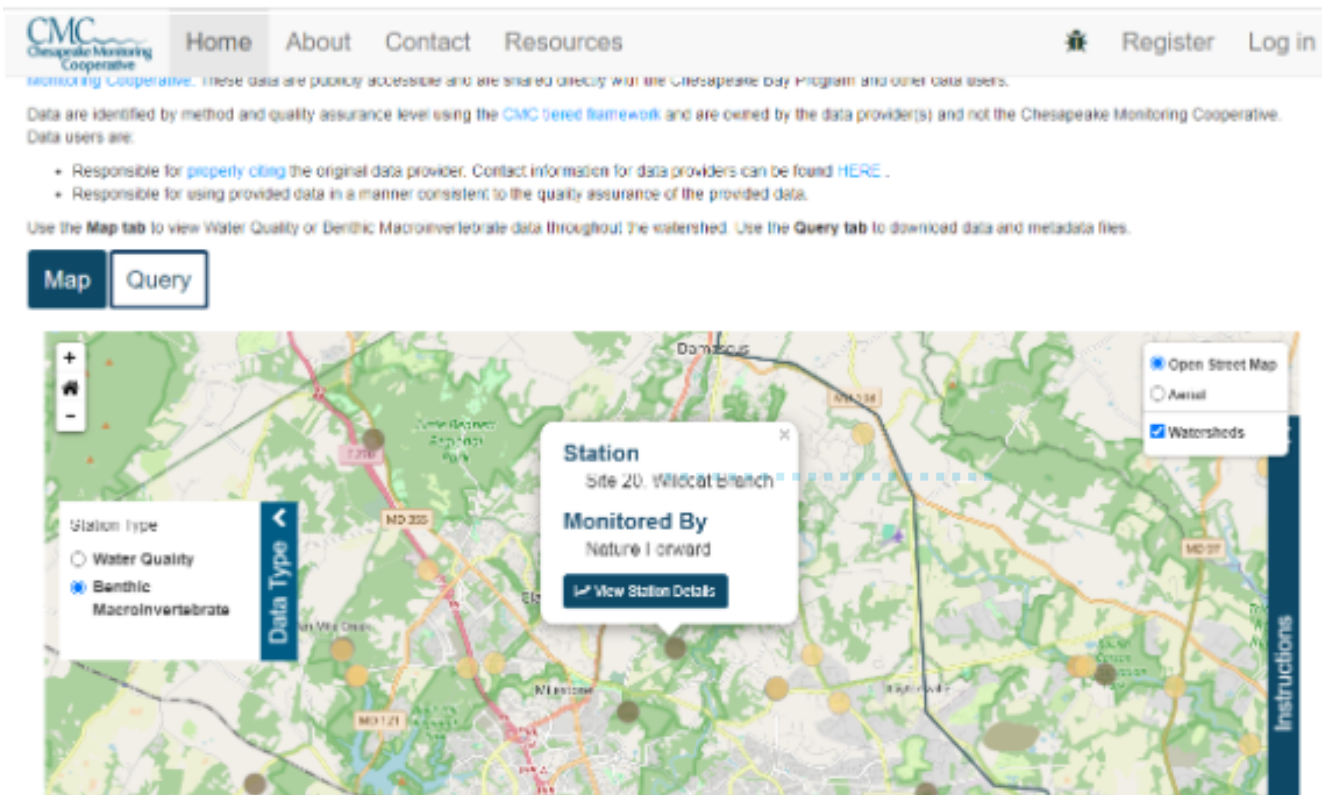 CMC
Chesapeake Monitoring
Cooperative
Home
About
Contact
Resources
Register
Log in
Monitoring Cooperative. These data are publicly accessible and are shared directly with the Chesapeake Bay Program and other data users.
Data are identified by method and quality assurance level using the CMC tiered framework and are owned by the data provider(s) and not the Chesapeake Monitoring Cooperative.
Data users are:
• Responsible for properly citing the original data provider. Contact information for data providers can be found HERE .
• Responsible for using provided data in a manner consistent to the quality assurance of the provided data.
Use the Map tab to view Water Quality or Benthic Macroinvertebrate data throughout the watershed. Use the Query tab to download data and metadata files.
Map
Query
+
-
Damascus
Open Street Map
Aerial
Watersheds
Regional
Park
I 270
MD 355
×
Station
Site 20, Wildcat Branch
Monitored By
Nature Forward
View Station Details
Station Type
Water Quality
Benthic
Macroinvertebrate
Data Type
MD 97
Milestone
MD 121
Instructions